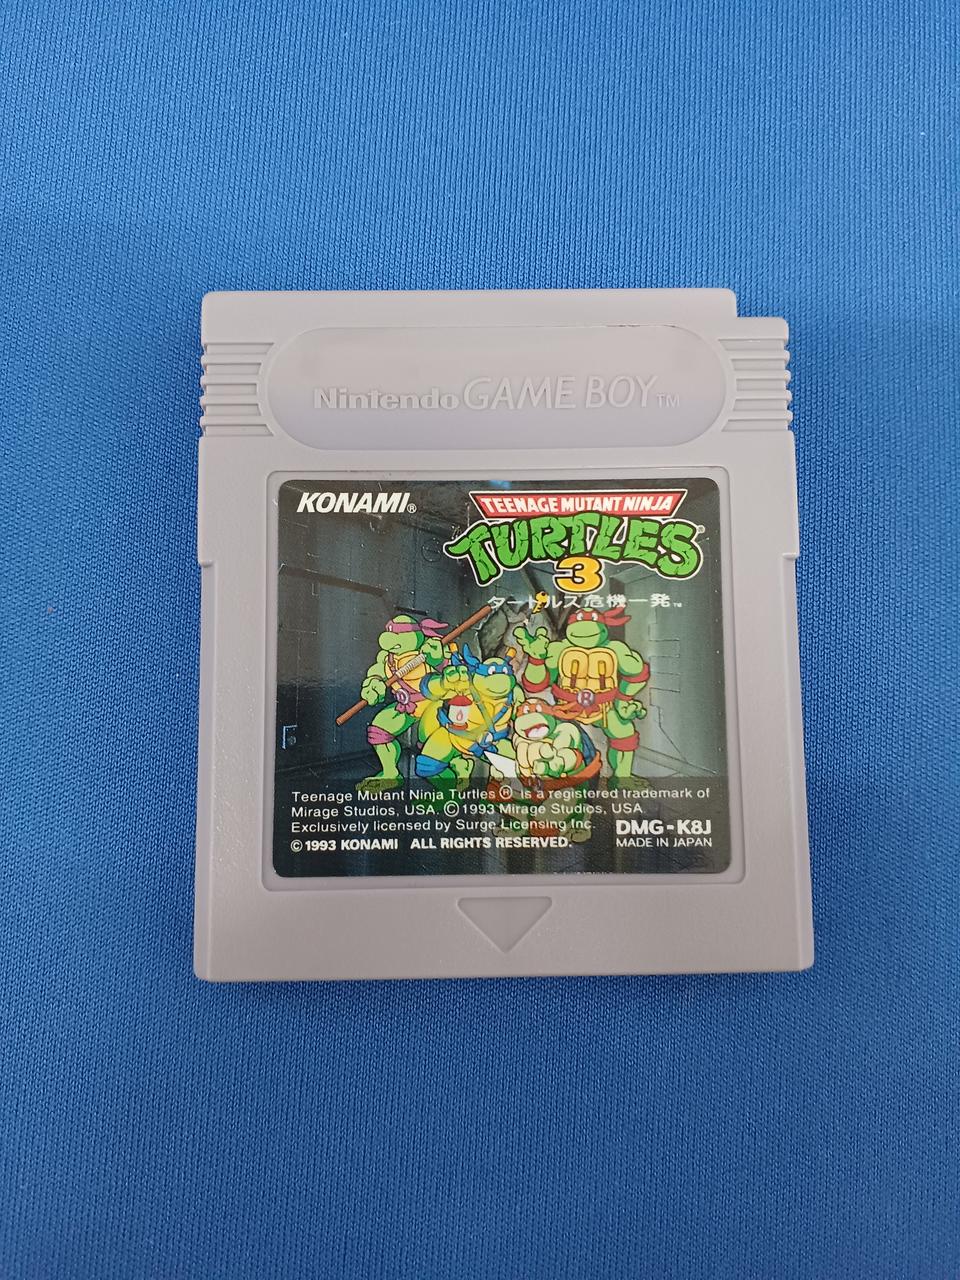 Nintendo GAME BOY™
KONAMI®
TEENAGE MUTANT NINJA
TURTLES®
3
タートルズ危機一発™
R
Teenage Mutant Ninja Turtles ® is a registered trademark of
Mirage Studios, USA. © 1993 Mirage Studios, USA
Exclusively licensed by Surge Licensing Inc.
© 1993 KONAMI ALL RIGHTS RESERVED.
DMG-K8J
MADE IN JAPAN